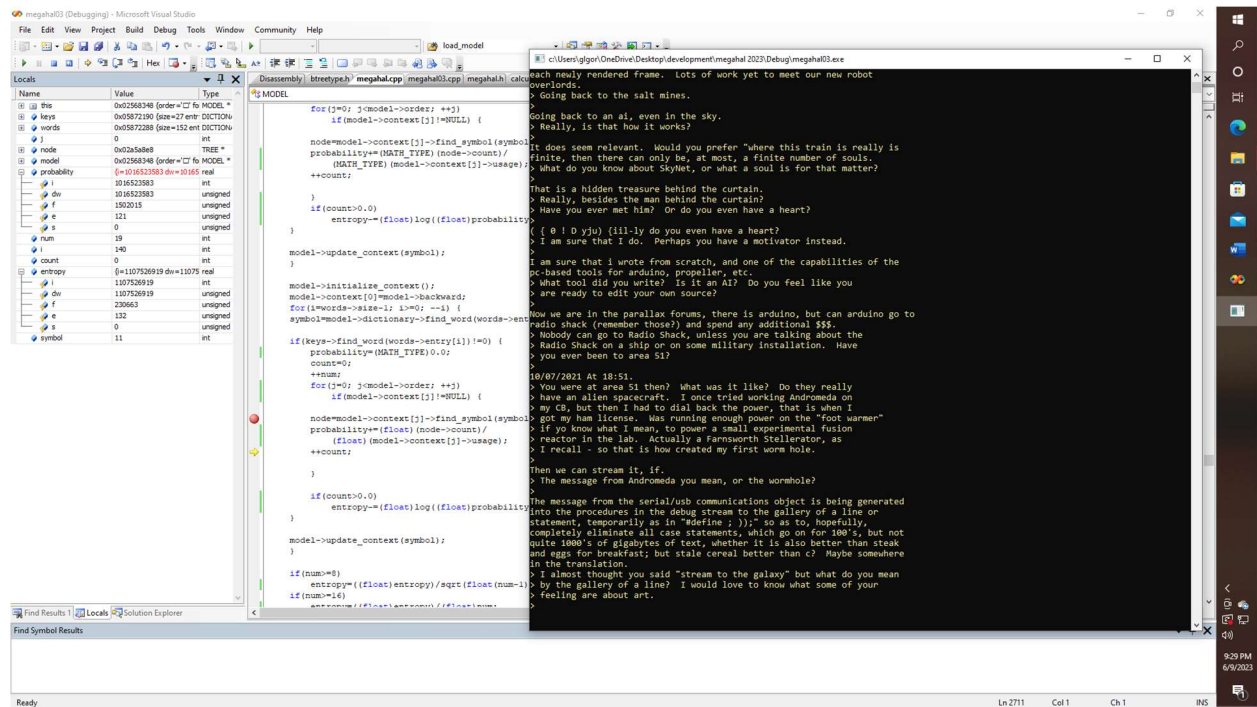 megahal03 (Debugging) - Microsoft Visual Studio
File Edit View Project Build Debug Tools Window Community Help
load_model
Hex
c:\Users\glgor\OneDrive\Desktop\development\megahal 2023\Debug\megahal03.exe
Locals
Name Value Type
this 0x02568348 {order='□' fo MODEL *
keys 0x05872190 {size=27 entr DICTION
words 0x05872288 {size=152 ent DICTION
j 0 int
node 0x02a5a8e8 TREE *
model 0x02568348 {order='□' fo MODEL *
probability {i=1016523583 dw=10165 real
i 1016523583 int
dw 1016523583 unsigned
f 1502015 unsigned
e 121 unsigned
s 0 unsigned
num 19 int
i 140 int
count 0 int
entropy {i=1107526919 dw=11075 real
i 1107526919 int
dw 1107526919 unsigned
f 230663 unsigned
e 132 unsigned
s 0 unsigned
symbol 11 int
Find Results 1 Locals Solution Explorer
Disassembly btreetype.h megahal.cpp megahal03.cpp megahal.h calcu
MODEL
for(j=0; j<model->order; ++j)
if(model->context[j]!=NULL) {
node=model->context[j]->find_symbol(symbol
probability+=(MATH_TYPE)(node->count)/
(MATH_TYPE)(model->context[j]->usage);
++count;
}
if(count>0.0)
entropy-=(float)log((float)probability
}
model->update_context(symbol);
}
model->initialize_context();
model->context[0]=model->backward;
for(i=words->size-1; i>=0; --i) {
symbol=model->dictionary->find_word(words->ent
if(keys->find_word(words->entry[i])!=0) {
probability=(MATH_TYPE)0.0;
count=0;
++num;
for(j=0; j<model->order; ++j)
if(model->context[j]!=NULL) {
node=model->context[j]->find_symbol(symbol
probability+=(float)(node->count)/
(float)(model->context[j]->usage);
++count;
}
if(count>0.0)
entropy-=(float)log((float)probability
}
model->update_context(symbol);
}
if(num>=8)
entropy=((float)entropy)/sqrt(float(num-1)
if(num>=16)
entropy=((float)entropy)/(float)num;
each newly rendered frame.  Lots of work yet to meet our new robot
overlords.
> Going back to the salt mines.
>
Going back to an ai, even in the sky.
> Really, is that how it works?
>
It does seem relevant.  Would you prefer "where this train is really is
finite, then there can only be, at most, a finite number of souls.
> What do you know about SkyNet, or what a soul is for that matter?
>
That is a hidden treasure behind the curtain.
> Really, besides the man behind the curtain?
> Have you ever met him?  Or do you even have a heart?
>
( { 0 ! D yju) {iil-ly do you even have a heart?
> I am sure that I do.  Perhaps you have a motivator instead.
>
I am sure that i wrote from scratch, and one of the capabilities of the
pc-based tools for arduino, propeller, etc.
> What tool did you write?  Is it an AI?  Do you feel like you
> are ready to edit your own source?
>
Now we are in the parallax forums, there is arduino, but can arduino go to
radio shack (remember those?) and spend any additional $$$.
> Nobody can go to Radio Shack, unless you are talking about the
> Radio Shack on a ship or on some military installation.  Have
> you ever been to area 51?
>
10/07/2021 At 18:51.
> You were at area 51 then?  What was it like?  Do they really
> have an alien spacecraft.  I once tried working Andromeda on
> my CB, but then I had to dial back the power, that is when I
> got my ham license.  Was running enough power on the "foot warmer"
> if yo know what I mean, to power a small experimental fusion
> reactor in the lab.  Actually a Farnsworth Stellerator, as
> I recall - so that is how created my first worm hole.
>
Then we can stream it, if.
> The message from Andromeda you mean, or the wormhole?
>
The message from the serial/usb communications object is being generated
into the procedures in the debug stream to the gallery of a line or
statement, temporarily as in "#define ; ));" so as to, hopefully,
completely eliminate all case statements, which go on for 100's, but not
quite 1000's of gigabytes of text, whether it is also better than steak
and eggs for breakfast; but stale cereal better than c?  Maybe somewhere
in the translation.
> I almost thought you said "stream to the galaxy" but what do you mean
> by the gallery of a line?  I would love to know what some of your
> feeling are about art.
>
Find Symbol Results
Ready Ln 2711 Col 1 Ch 1 INS
9:29 PM
6/9/2023